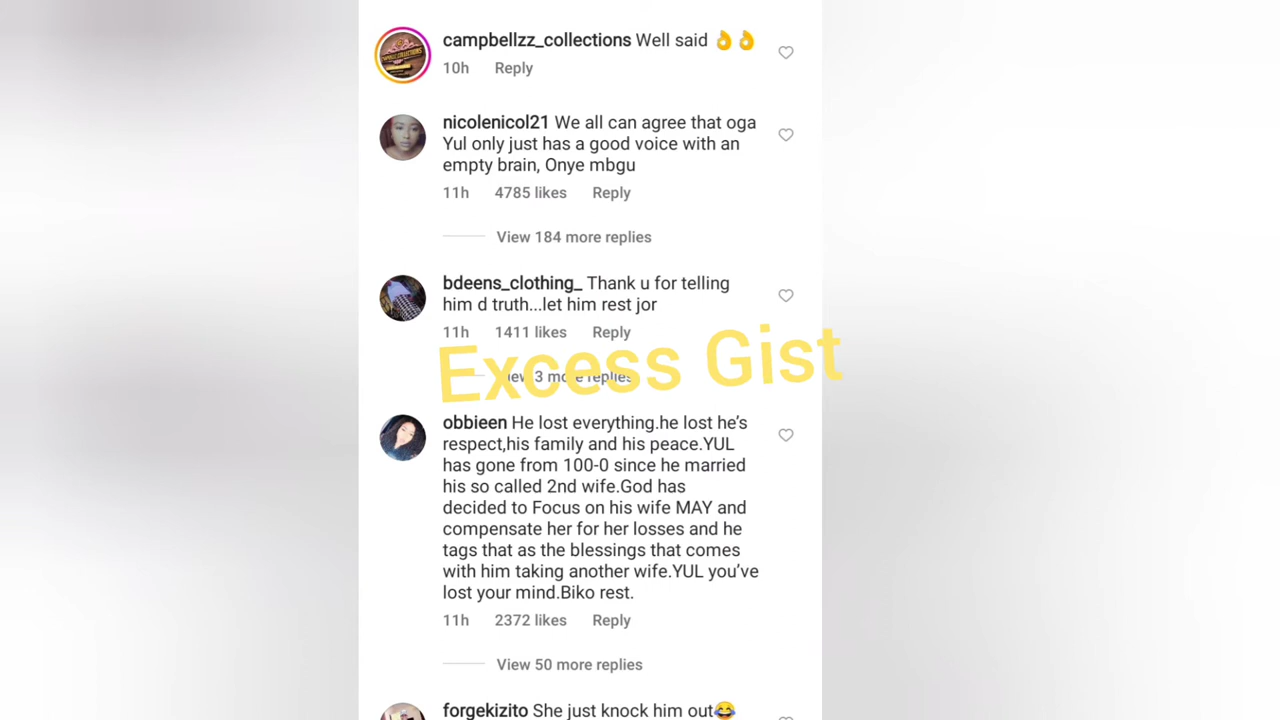 campbellzz_collections Well said 👌👌
10h Reply
nicolenicol21 We all can agree that oga
Yul only just has a good voice with an
empty brain, Onye mbgu
11h 4785 likes Reply
View 184 more replies
bdeens_clothing_ Thank u for telling
him d truth...let him rest jor
11h 1411 likes Reply
View 3 more replies
Excess Gist
obbieen He lost everything.he lost he's
respect,his family and his peace.YUL
has gone from 100-0 since he married
his so called 2nd wife.God has
decided to Focus on his wife MAY and
compensate her for her losses and he
tags that as the blessings that comes
with him taking another wife.YUL you've
lost your mind.Biko rest.
11h 2372 likes Reply
View 50 more replies
forgekizito She just knock him out😂